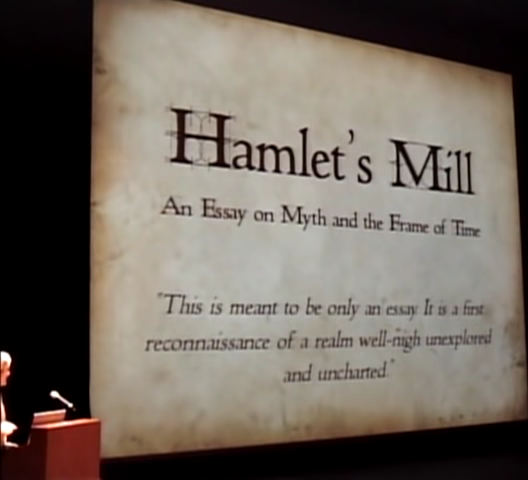 Hamlet's Mill
An Essay on Myth and the Frame of Time
"This is meant to be only an essay. It is a first
reconnaissance of a realm well-nigh unexplored
and uncharted."